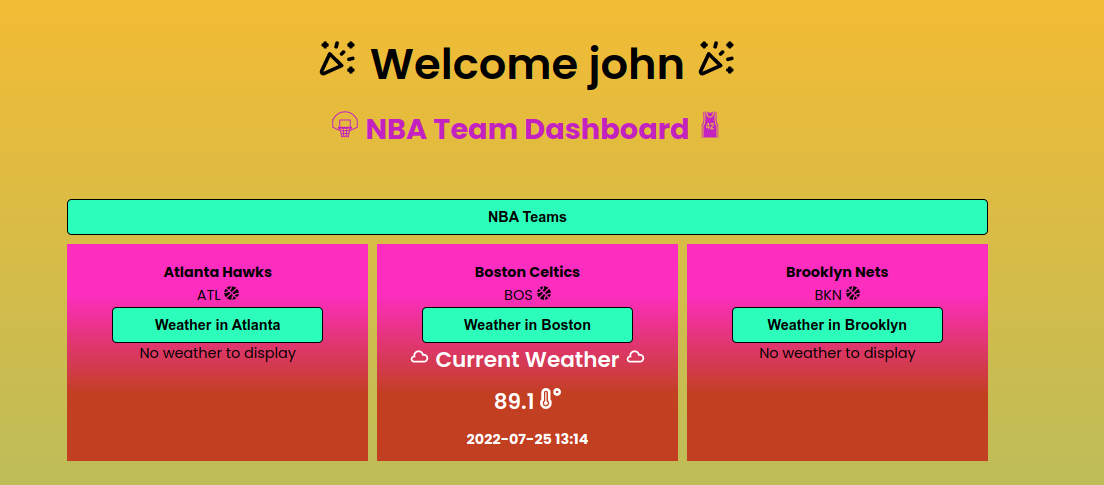 Welcome john
NBA Team Dashboard 42
NBA Teams
Atlanta Hawks
ATL
Weather in Atlanta
No weather to display
Boston Celtics
BOS
Weather in Boston
Current Weather
89.1°
2022-07-25 13:14
Brooklyn Nets
BKN
Weather in Brooklyn
No weather to display